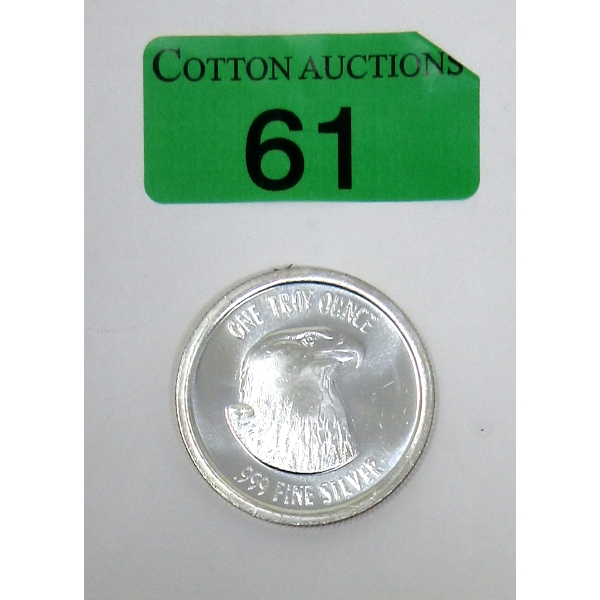 COTTON AUCTIONS
61
ONE TROY OUNCE
.999 FINE SILVER